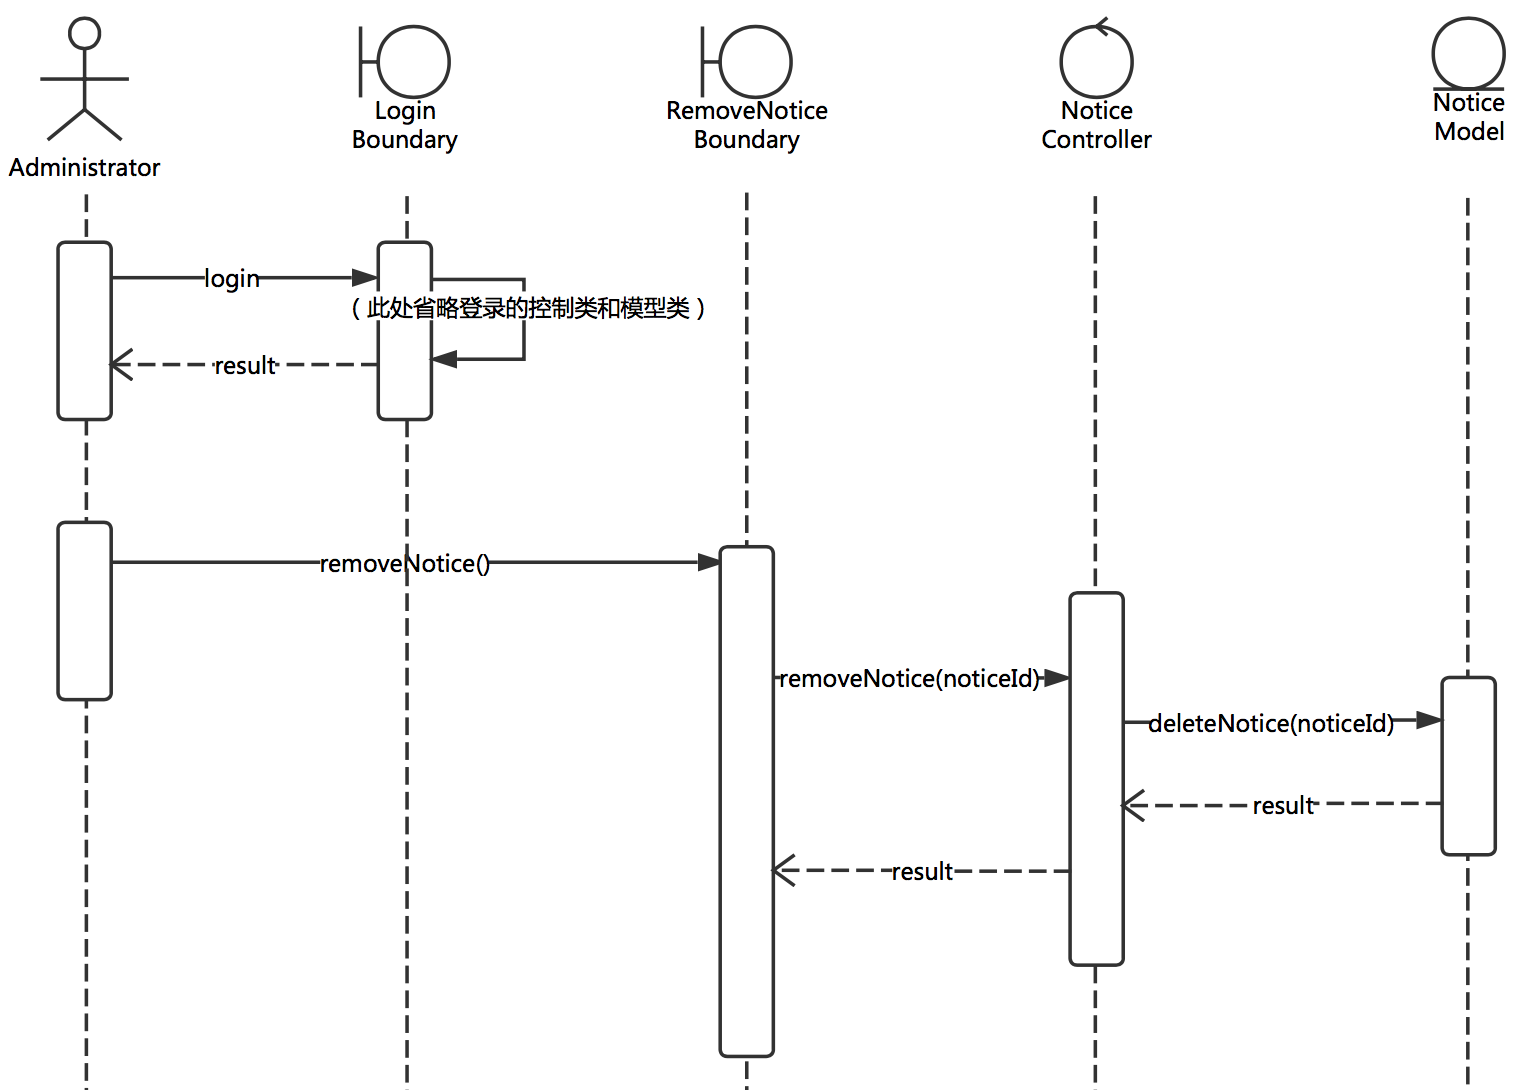 Administrator
Login
Boundary
RemoveNotice
Boundary
Notice
Controller
Notice
Model
login
（此处省略登录的控制类和模型类）
result
removeNotice()
removeNotice(noticeId)
deleteNotice(noticeId)
result
result